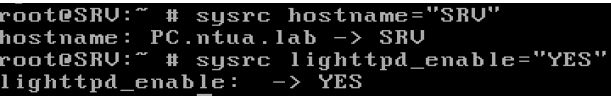 root@SRV:~ # sysrc hostname="SRV"
hostname: PC.ntua.lab -> SRV
root@SRV:~ # sysrc lighttpd_enable="YES"
lighttpd_enable:  -> YES